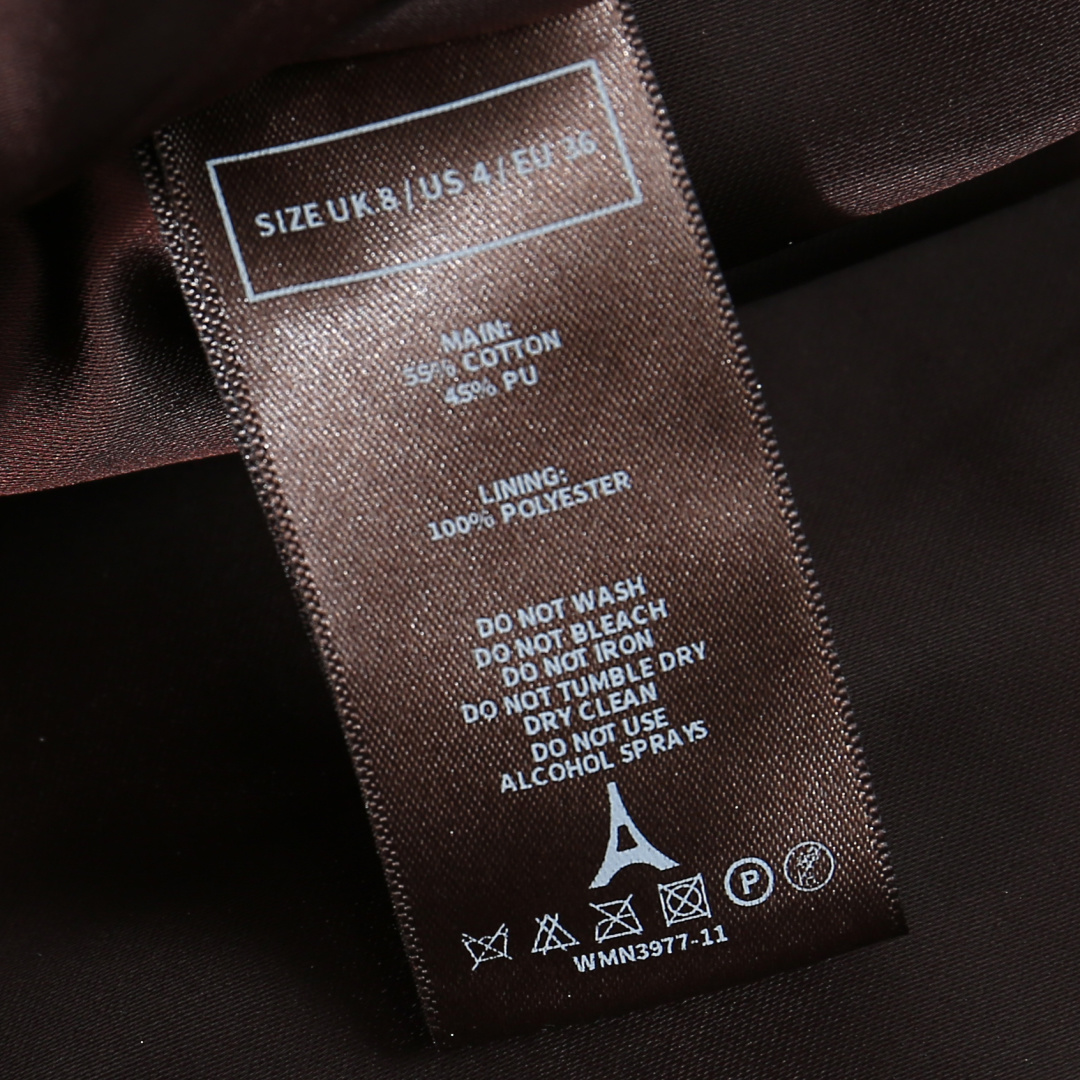 SIZE UK 8 / US 4 / EU 36
MAIN:
55% COTTON
45% PU
LINING:
100% POLYESTER
DO NOT WASH
DO NOT BLEACH
DO NOT IRON
DO NOT TUMBLE DRY
DRY CLEAN
DO NOT USE
ALCOHOL SPRAYS
P
WMN3977-11